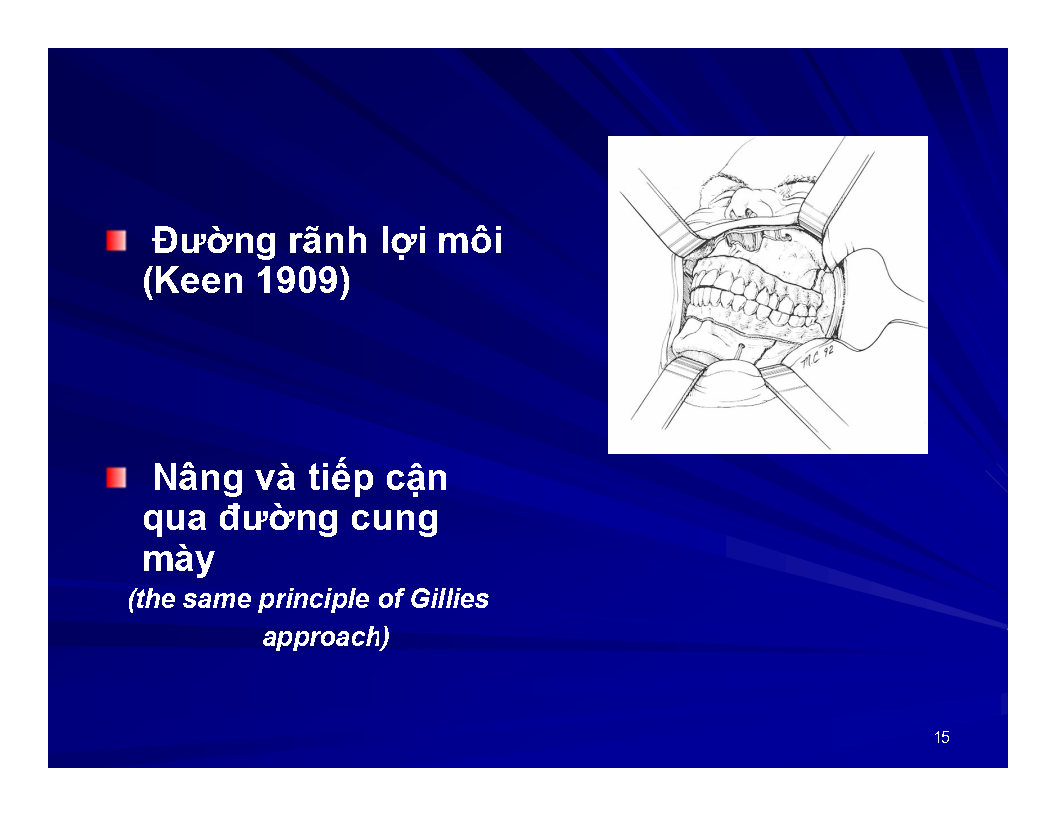 Đường rãnh lợi môi
(Keen 1909)
Nâng và tiếp cận
qua đường cung
mày
(the same principle of Gillies
approach)
M.C 92
15